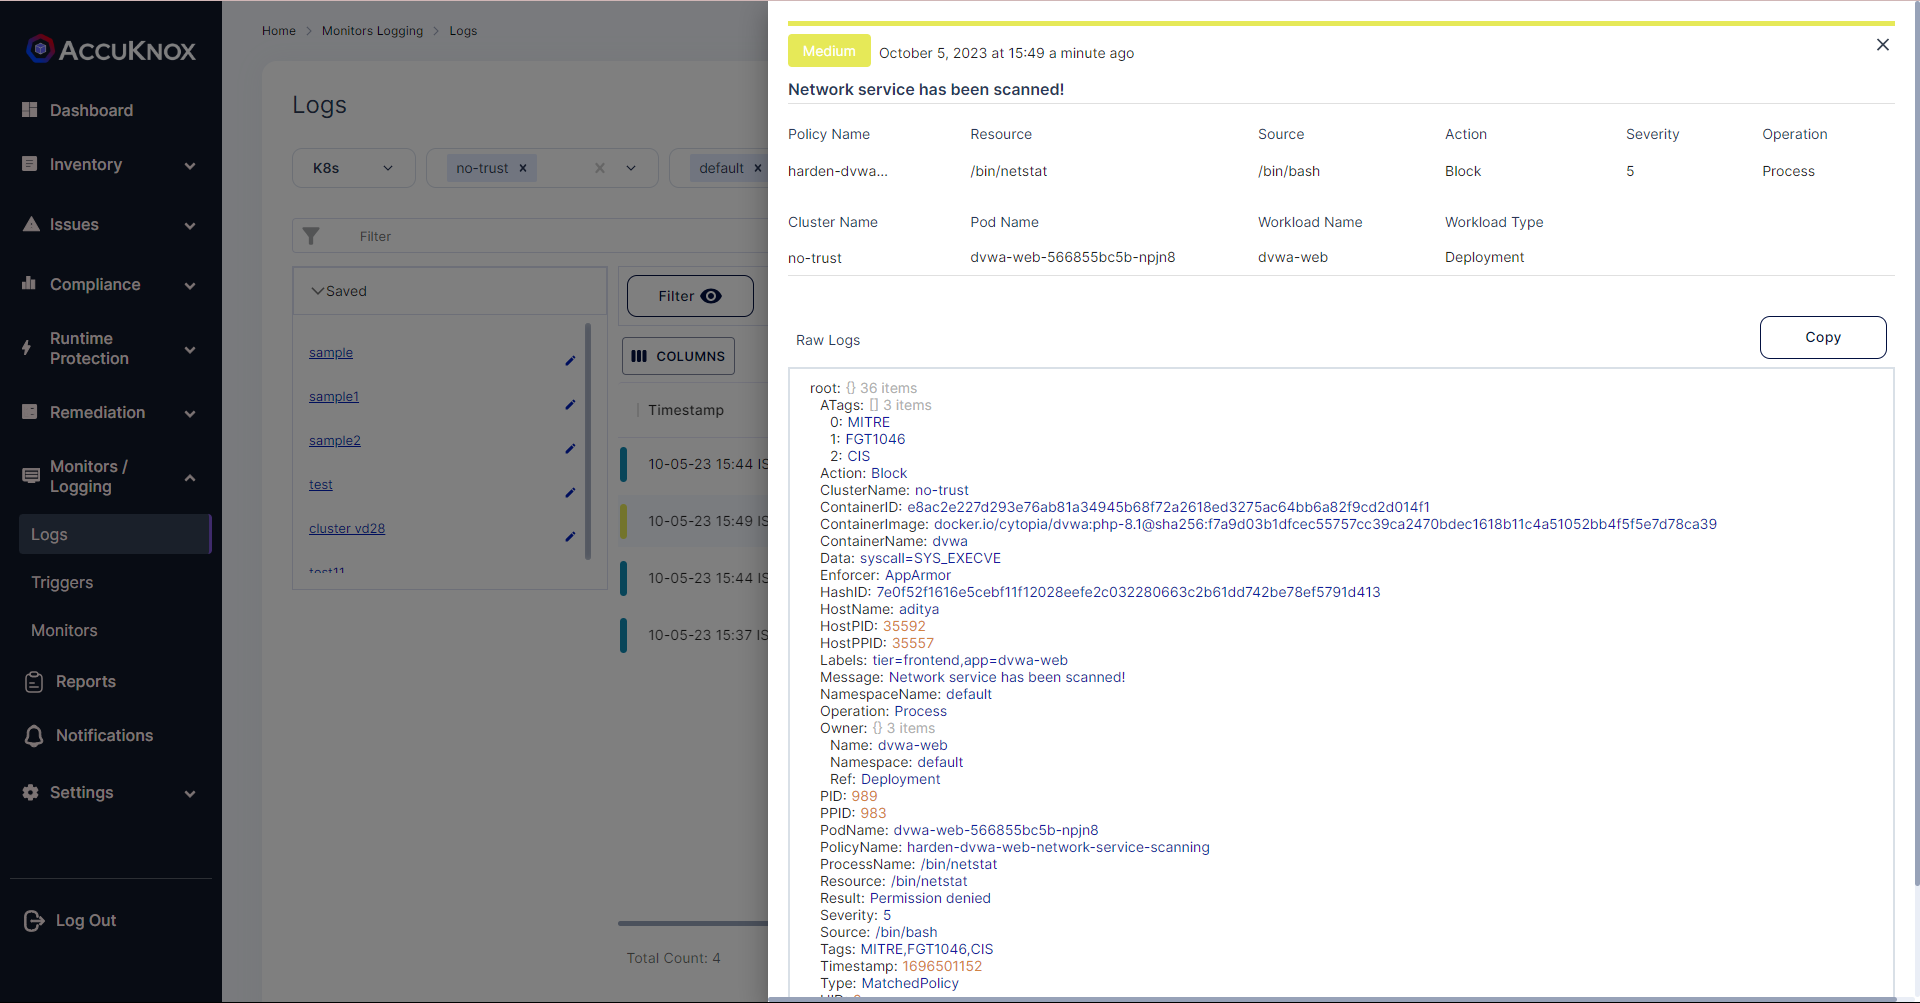 ACCUKNOX
Dashboard
Inventory
Issues
Compliance
Runtime
Protection
Remediation
Monitors /
Logging
Logs
Triggers
Monitors
Reports
Notifications
Settings
Log Out
Home > Monitors Logging > Logs
Logs
K8s
no-trust x
default x
Filter
Saved
sample
sample1
sample2
test
cluster vd28
test11
Filter
COLUMNS
Timestamp
10-05-23 15:44 IS
10-05-23 15:49 IS
10-05-23 15:44 IS
10-05-23 15:37 IS
Total Count: 4
Medium October 5, 2023 at 15:49 a minute ago
Network service has been scanned!
Policy Name Resource Source Action Severity Operation
harden-dvwa... /bin/netstat /bin/bash Block 5 Process
Cluster Name Pod Name Workload Name Workload Type
no-trust dvwa-web-566855bc5b-npjn8 dvwa-web Deployment
Raw Logs
Copy
root: {} 36 items
ATags: [] 3 items
0: MITRE
1: FGT1046
2: CIS
Action: Block
ClusterName: no-trust
ContainerID: e8ac2e227d293e76ab81a34945b68f72a2618ed3275ac64bb6a82f9cd2d014f1
ContainerImage: docker.io/cytopia/dvwa:php-8.1@sha256:f7a9d03b1dfcec55757cc39ca2470bdec1618b11c4a51052bb4f5f5e7d78ca39
ContainerName: dvwa
Data: syscall=SYS_EXECVE
Enforcer: AppArmor
HashID: 7e0f52f1616e5cebf11f12028eefe2c032280663c2b61dd742be78ef5791d413
HostName: aditya
HostPID: 35592
HostPPID: 35557
Labels: tier=frontend,app=dvwa-web
Message: Network service has been scanned!
NamespaceName: default
Operation: Process
Owner: {} 3 items
Name: dvwa-web
Namespace: default
Ref: Deployment
PID: 989
PPID: 983
PodName: dvwa-web-566855bc5b-npjn8
PolicyName: harden-dvwa-web-network-service-scanning
ProcessName: /bin/netstat
Resource: /bin/netstat
Result: Permission denied
Severity: 5
Source: /bin/bash
Tags: MITRE,FGT1046,CIS
Timestamp: 1696501152
Type: MatchedPolicy